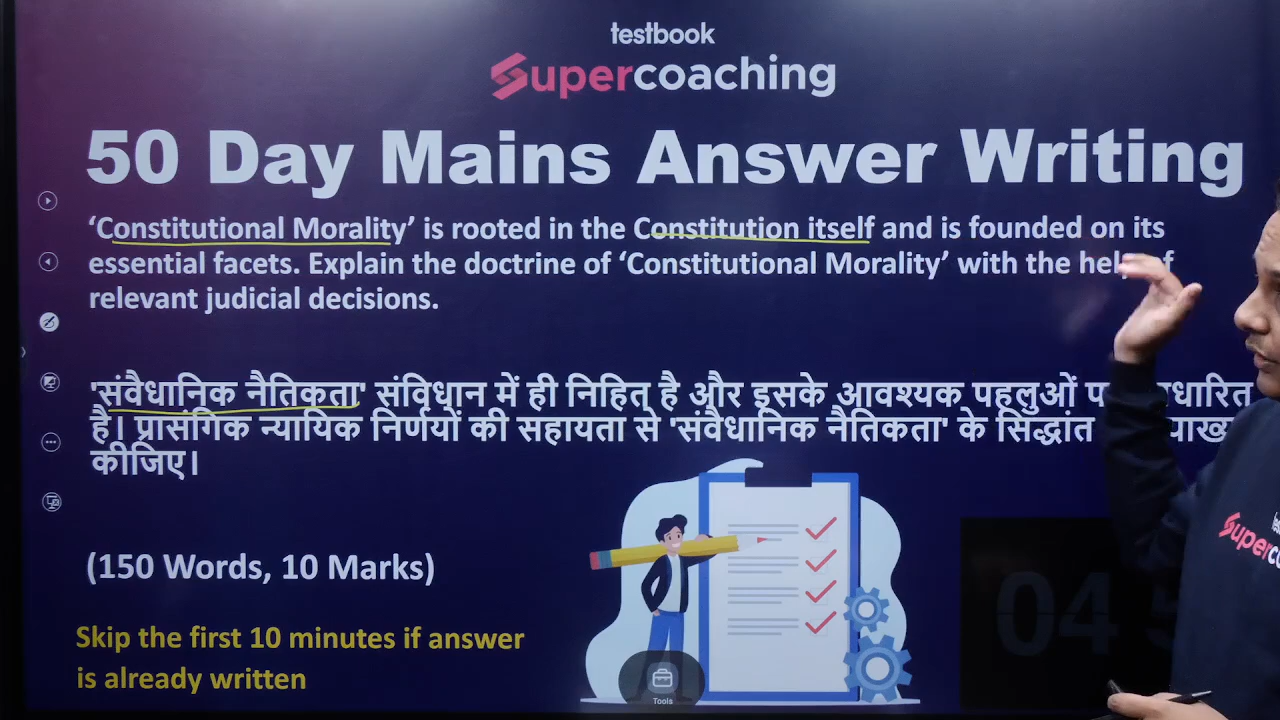 testbook
Supercoaching
50 Day Mains Answer Writing
‘Constitutional Morality’ is rooted in the Constitution itself and is founded on its
essential facets. Explain the doctrine of ‘Constitutional Morality’ with the help of
relevant judicial decisions.
'संवैधानिक नैतिकता' संविधान में ही निहित है और इसके आवश्यक पहलुओं
है। प्रासंगिक न्यायिक निर्णयों की सहायता से 'संवैधानिक नैतिकता' के सिद्धांत
कीजिए।
(150 Words, 10 Marks)
Skip the first 10 minutes if answer
is already written
04
Tools